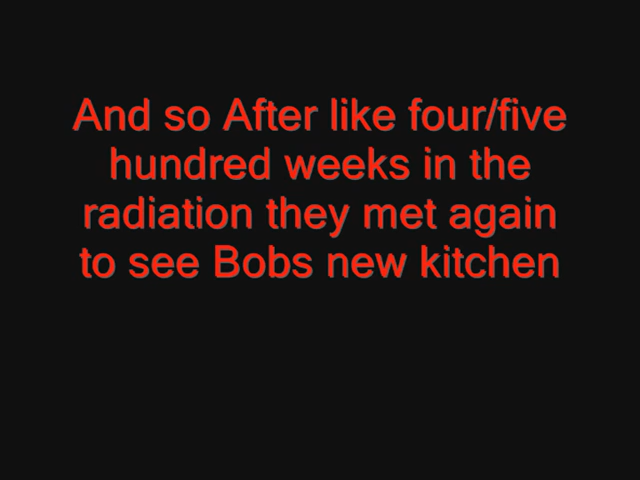 And so After like four/five
hundred weeks in the
radiation they met again
to see Bobs new kitchen